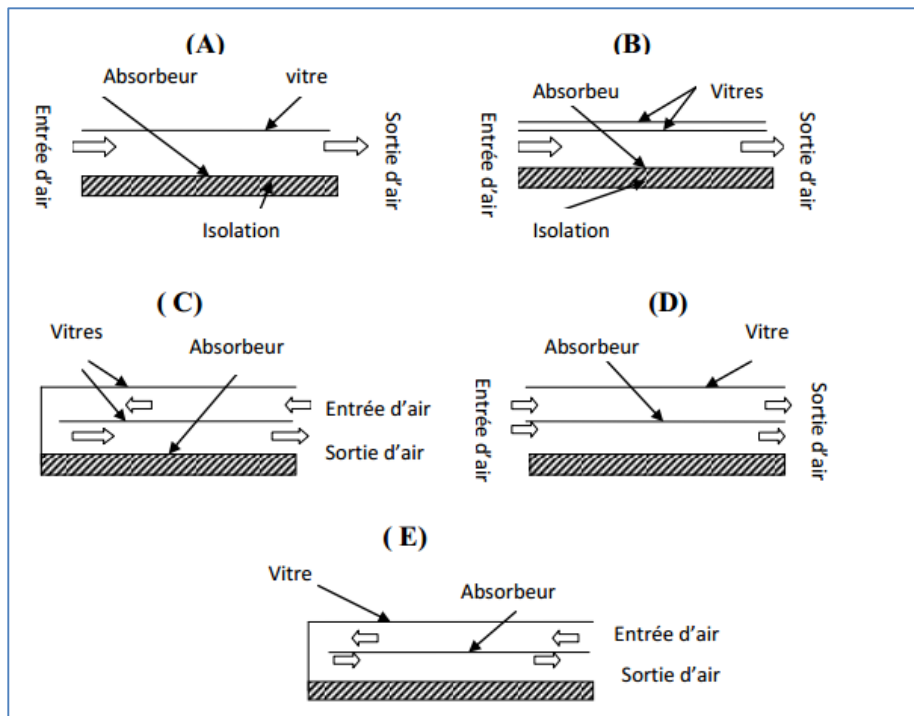 (A)
Absorbeur
vitre
Entrée d'air
Sortie d'air
Isolation
(B)
Absorbeu
Vitres
Entrée d'air
Sortie d'air
Isolation
( C)
Vitres
Absorbeur
Entrée d'air
Sortie d'air
(D)
Vitre
Absorbeur
Entrée d'air
Sortie d'air
( E)
Vitre
Absorbeur
Entrée d'air
Sortie d'air